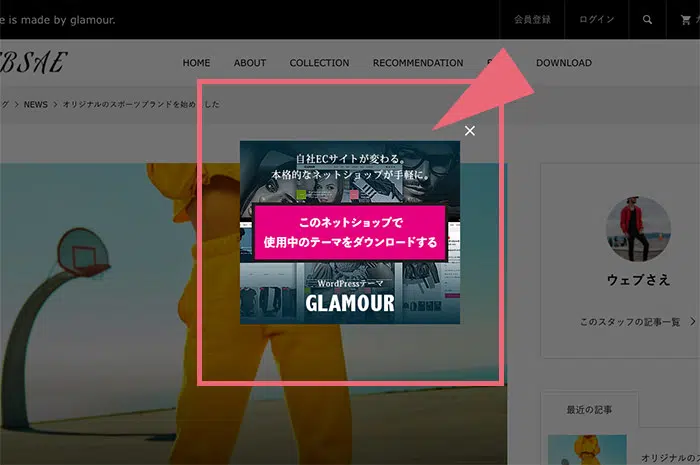 e is made by glamour.
会員登録
ログイン
BSAE
HOME
ABOUT
COLLECTION
RECOMMENDATION
DOWNLOAD
グ > NEWS > オリジナルのスポーツブランドを始めました
自社ECサイトが変わる。
本格的なネットショップが手軽に。
このネットショップで
使用中のテーマをダウンロードする
WordPressテーマ
GLAMOUR
ウェブさえ
このスタッフの記事一覧 >
最近の記事
オリジナルのス